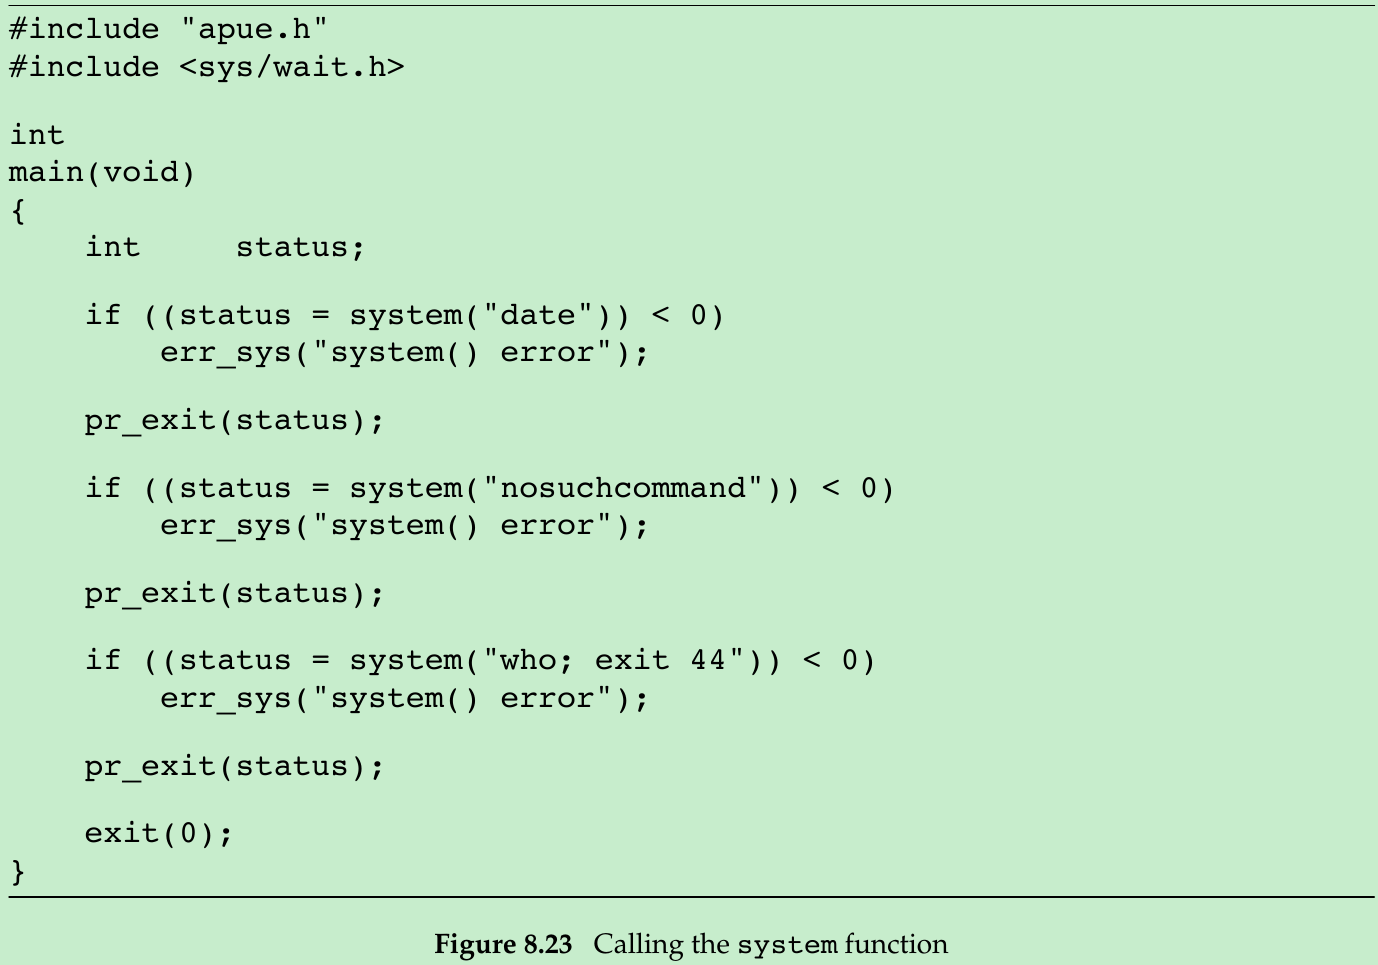 #include "apue.h"
#include <sys/wait.h>
int
main(void)
{
int status;
if ((status = system("date")) < 0)
err_sys("system() error");
pr_exit(status);
if ((status = system("nosuchcommand")) < 0)
err_sys("system() error");
pr_exit(status);
if ((status = system("who; exit 44")) < 0)
err_sys("system() error");
pr_exit(status);
exit(0);
}
Figure 8.23 Calling the system function